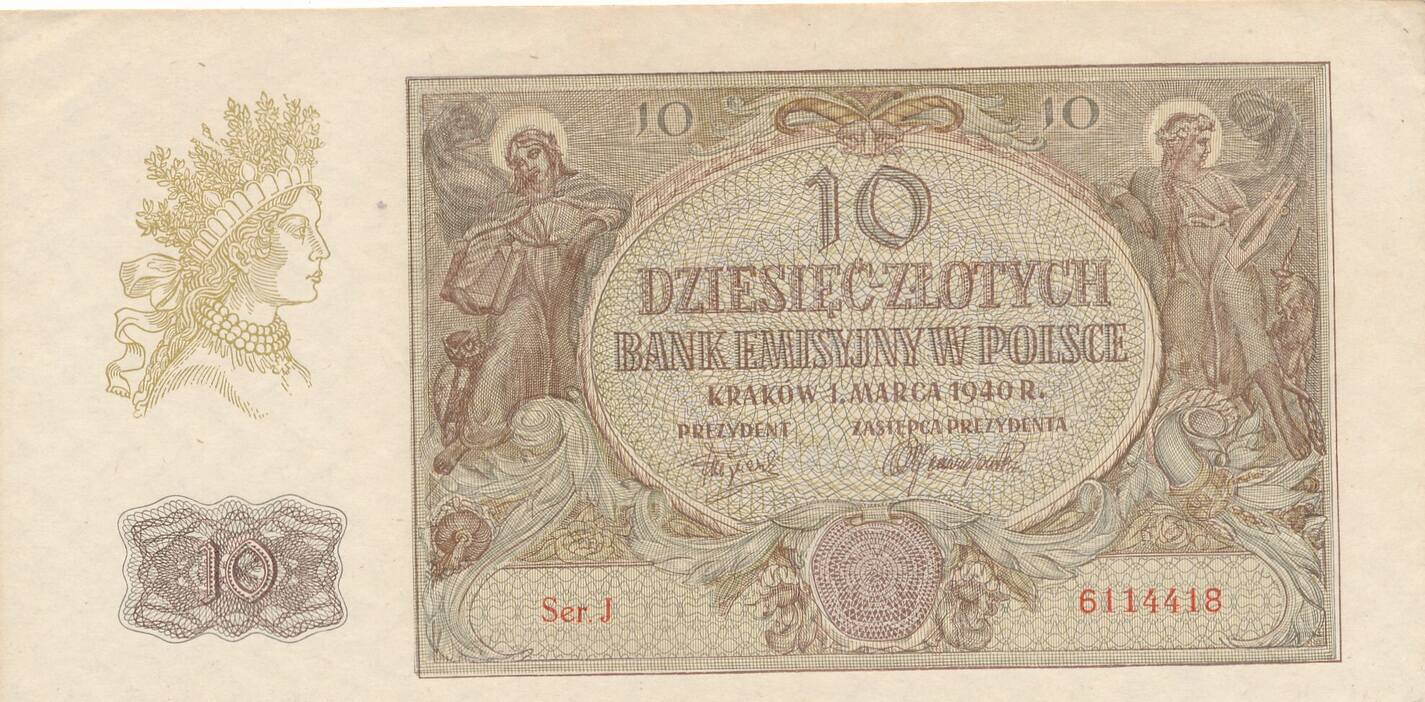 10 10
10
DZIESIĘĆ-ZŁOTYCH
BANK EMISYJNY W POLSCE
KRAKÓW 1. MARCA 1940 R.
PREZYDENT ZASTĘPCA PREZYDENTA
10
Ser. J 6114418